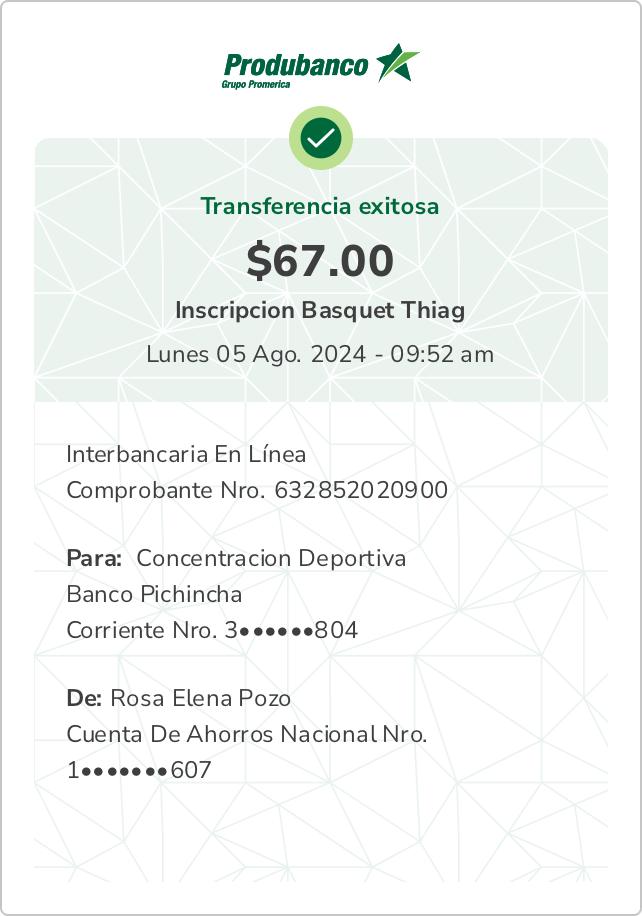 Produbanco
Grupo Promerica
Transferencia exitosa
$67.00
Inscripcion Basquet Thiag
Lunes 05 Ago. 2024 - 09:52 am
Interbancaria En Línea
Comprobante Nro. 632852020900
Para: Concentracion Deportiva
Banco Pichincha
Corriente Nro. 3••••••804
De: Rosa Elena Pozo
Cuenta De Ahorros Nacional Nro.
1•••••••607